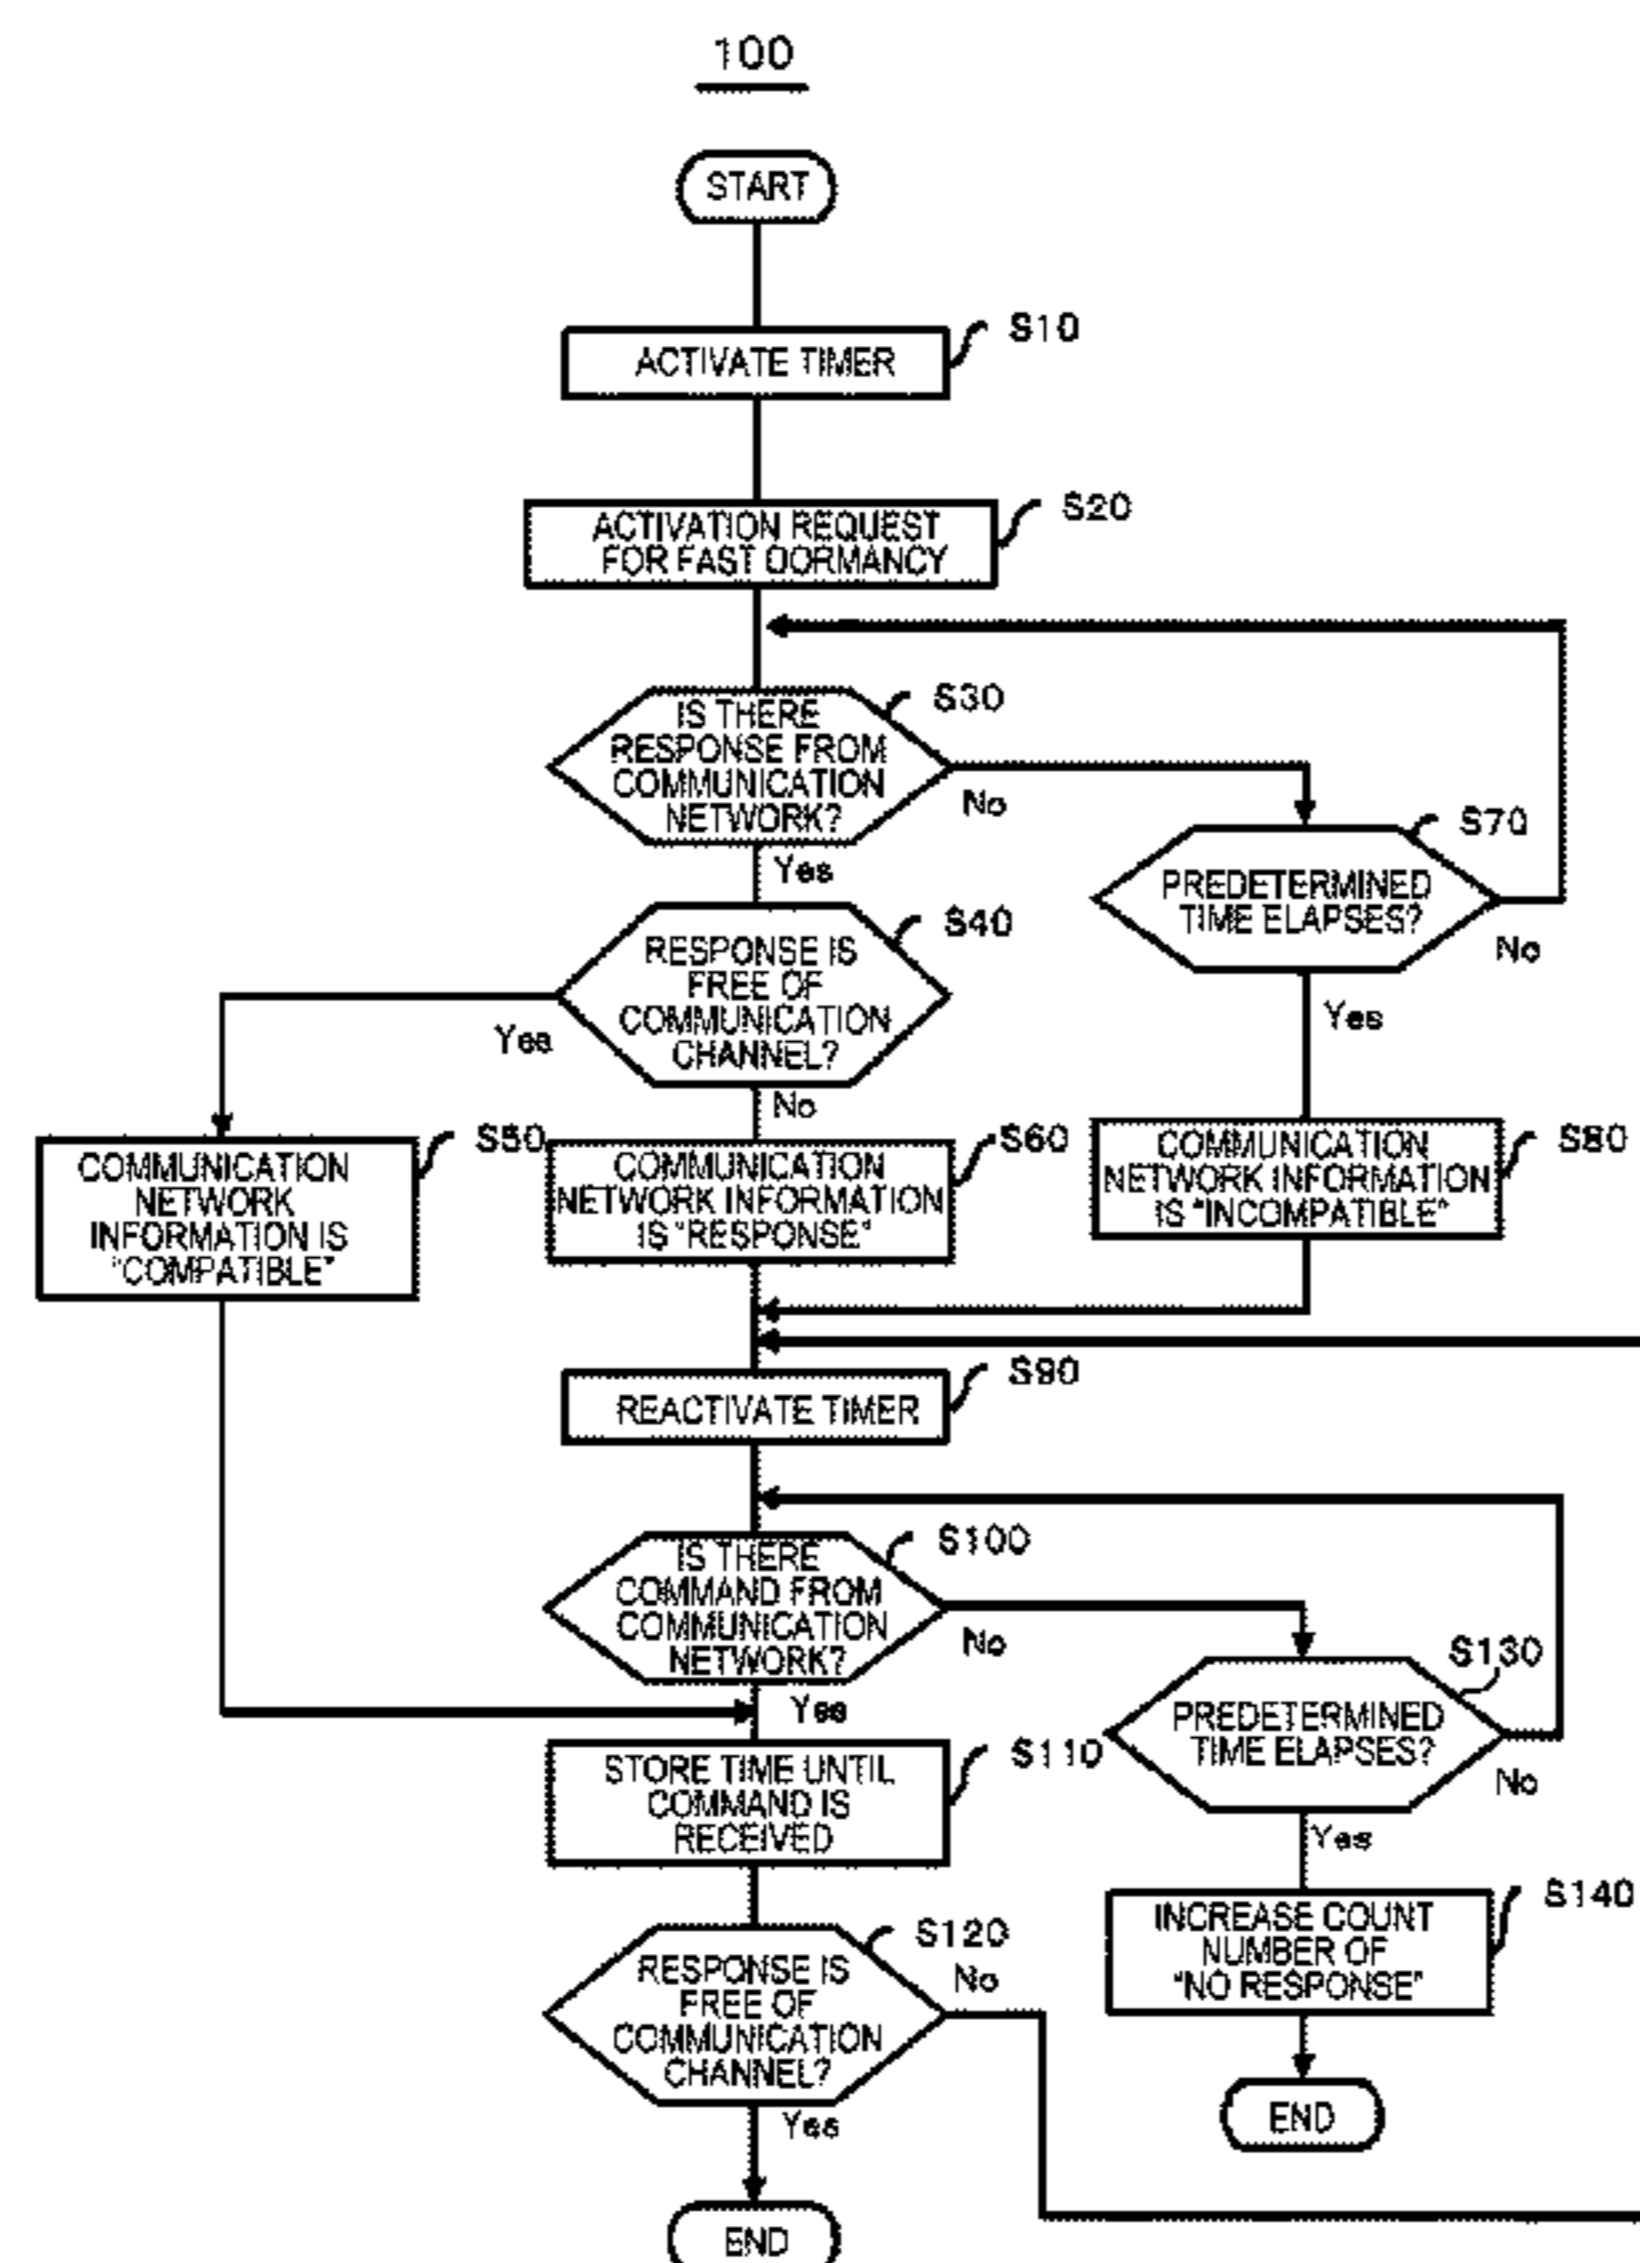 100
START
ACTIVATE TIMER
S10
ACTIVATION REQUEST
FOR FAST DORMANCY
S20
IS THERE
RESPONSE FROM
COMMUNICATION
NETWORK?
S30
No
Yes
PREDETERMINED
TIME ELAPSES?
S70
No
Yes
RESPONSE IS
FREE OF
COMMUNICATION
CHANNEL?
S40
Yes
No
COMMUNICATION
NETWORK
INFORMATION IS
"COMPATIBLE"
S50
COMMUNICATION
NETWORK INFORMATION
IS "RESPONSE"
S60
COMMUNICATION
NETWORK INFORMATION
IS "INCOMPATIBLE"
S80
REACTIVATE TIMER
S90
IS THERE
COMMAND FROM
COMMUNICATION
NETWORK?
S100
No
Yes
PREDETERMINED
TIME ELAPSES?
S130
No
Yes
STORE TIME UNTIL
COMMAND IS
RECEIVED
S110
INCREASE COUNT
NUMBER OF
"NO RESPONSE"
S140
RESPONSE IS
FREE OF
COMMUNICATION
CHANNEL?
S120
No
Yes
END
END